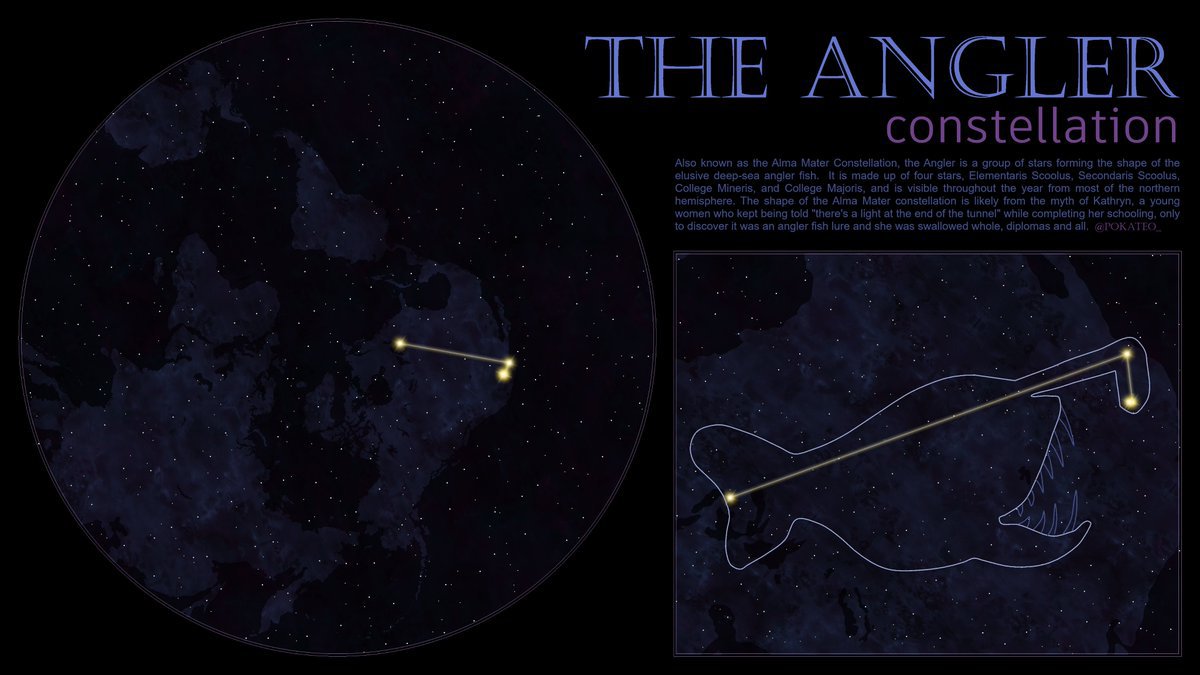 THE ANGLER
constellation
Also known as the Alma Mater Constellation, the Angler is a group of stars forming the shape of the
elusive deep-sea angler fish. It is made up of four stars, Elementaris Scoolus, Secondaris Scoolus,
College Mineris, and College Majoris, and is visible throughout the year from most of the northern
hemisphere. The shape of the Alma Mater constellation is likely from the myth of Kathryn, a young
women who kept being told "there's a light at the end of the tunnel" while completing her schooling, only
to discover it was an angler fish lure and she was swallowed whole, diplomas and all. @POKATEO_